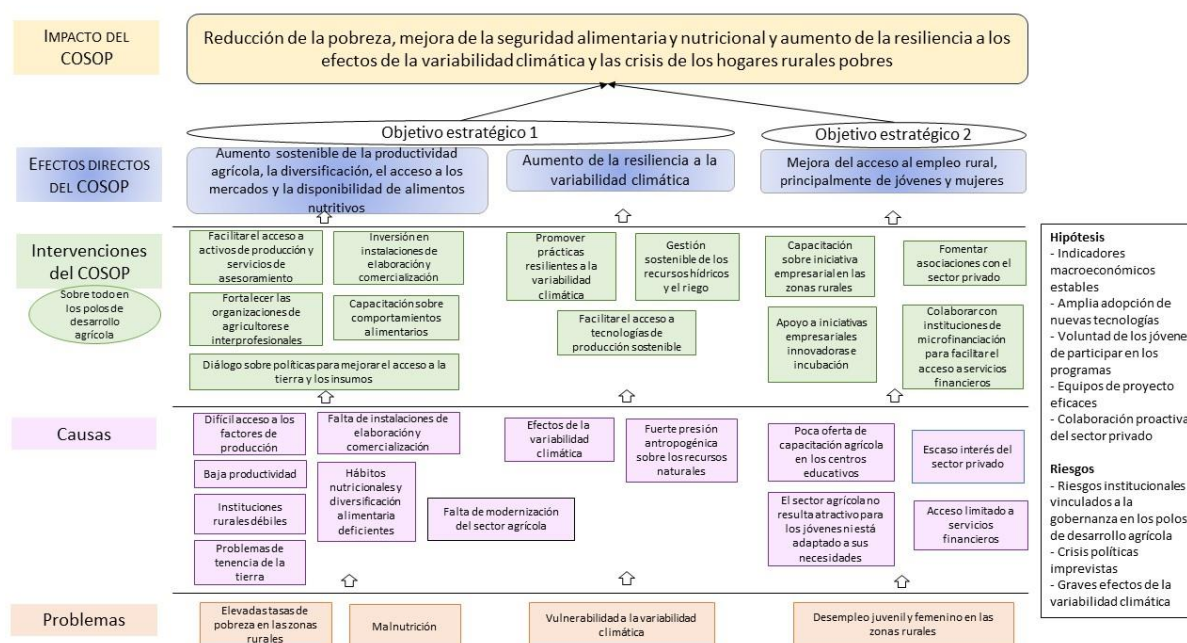 IMPACTO DEL
COSOP
Reducción de la pobreza, mejora de la seguridad alimentaria y nutricional y aumento de la resiliencia a los
efectos de la variabilidad climática y las crisis de los hogares rurales pobres
Objetivo estratégico 1
Objetivo estratégico 2
EFECTOS DIRECTOS
DEL COSOP
Aumento sostenible de la productividad
agrícola, la diversificación, el acceso a los
mercados y la disponibilidad de alimentos
nutritivos
Aumento de la resiliencia a la
variabilidad climática
Mejora del acceso al empleo rural,
principalmente de jóvenes y mujeres
Intervenciones
del COSOP
Sobre todo en
los polos de
desarrollo
agrícola
Facilitar el acceso a
activos de producción y
servicios de
asesoramiento
Inversión en
instalaciones de
elaboración y
comercialización
Fortalecer las
organizaciones de
agricultores e
interprofesionales
Capacitación sobre
comportamientos
alimentarios
Diálogo sobre políticas para mejorar el acceso a la
tierra y los insumos
Promover
prácticas
resilientes a la
variabilidad
climática
Gestión
sostenible de los
recursos hídricos
y el riego
Facilitar el acceso a
tecnologías de
producción sostenible
Capacitación
sobre iniciativa
empresarial en las
zonas rurales
Fomentar
asociaciones con el
sector privado
Apoyo a iniciativas
empresariales
innovadoras e
incubación
Colaborar con
instituciones de
microfinanciación
para facilitar el
acceso a servicios
financieros
Causas
Difícil acceso a los
factores de
producción
Falta de instalaciones de
elaboración y
comercialización
Baja productividad
Hábitos
nutricionales y
diversificación
alimentaria
deficientes
Instituciones
rurales débiles
Falta de modernización
del sector agrícola
Problemas de
tenencia de la
tierra
Efectos de la
variabilidad
climática
Fuerte presión
antropogénica
sobre los recursos
naturales
Poca oferta de
capacitación agrícola
en los centros
educativos
Escaso interés del
sector privado
El sector agrícola no
resulta atractivo para
los jóvenes ni está
adaptado a sus
necesidades
Acceso limitado a
servicios
financieros
Problemas
Elevadas tasas de
pobreza en las zonas
rurales
Malnutrición
Vulnerabilidad a la variabilidad
climática
Desempleo juvenil y femenino en las
zonas rurales
Hipótesis
- Indicadores
macroeconómicos
estables
- Amplia adopción de
nuevas tecnologías
- Voluntad de los jóvene
de participar en los
programas
- Equipos de proyecto
eficaces
- Colaboración proactiva
del sector privado
Riesgos
- Riesgos institucionales
vinculados a la
gobernanza en los polos
de desarrollo agrícola
- Crisis políticas
imprevistas
- Graves efectos de la
variabilidad climática